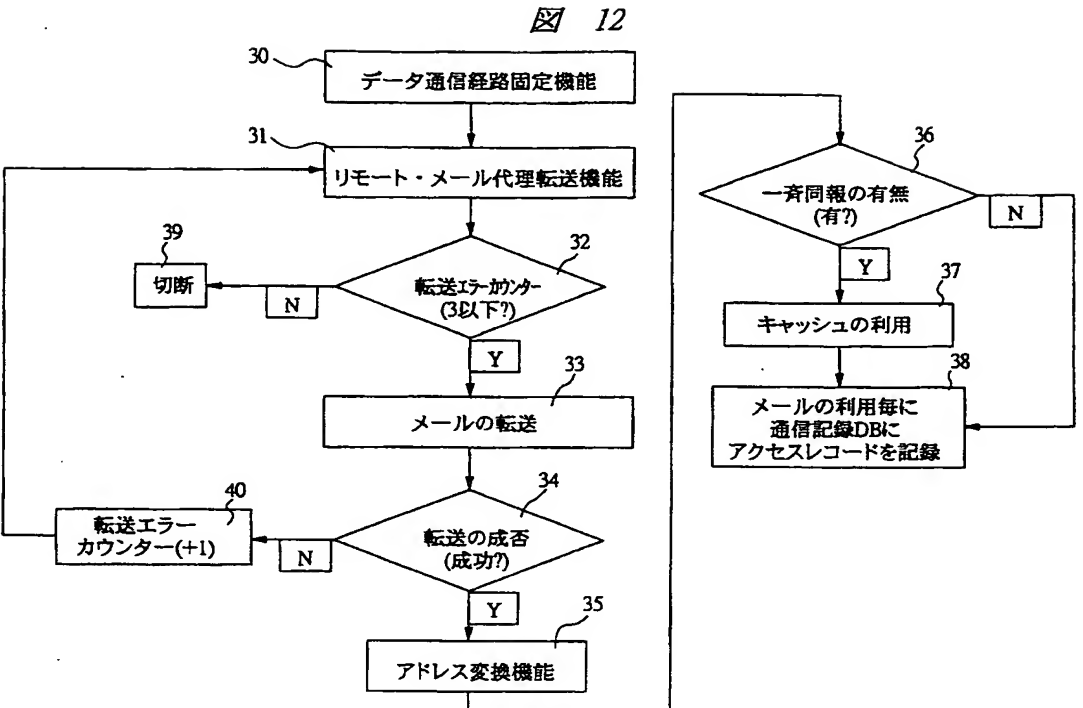 図 12
30
データ通信経路固定機能
31
リモート・メール代理転送機能
32
転送エラーカウンター
(3以下?)
N
39
切断
Y
33
メールの転送
34
転送の成否
(成功?)
N
40
転送エラー
カウンター(+1)
Y
35
アドレス変換機能
36
一斉同報の有無
(有?)
N
Y
37
キャッシュの利用
38
メールの利用毎に
通信記録DBに
アクセスレコードを記録